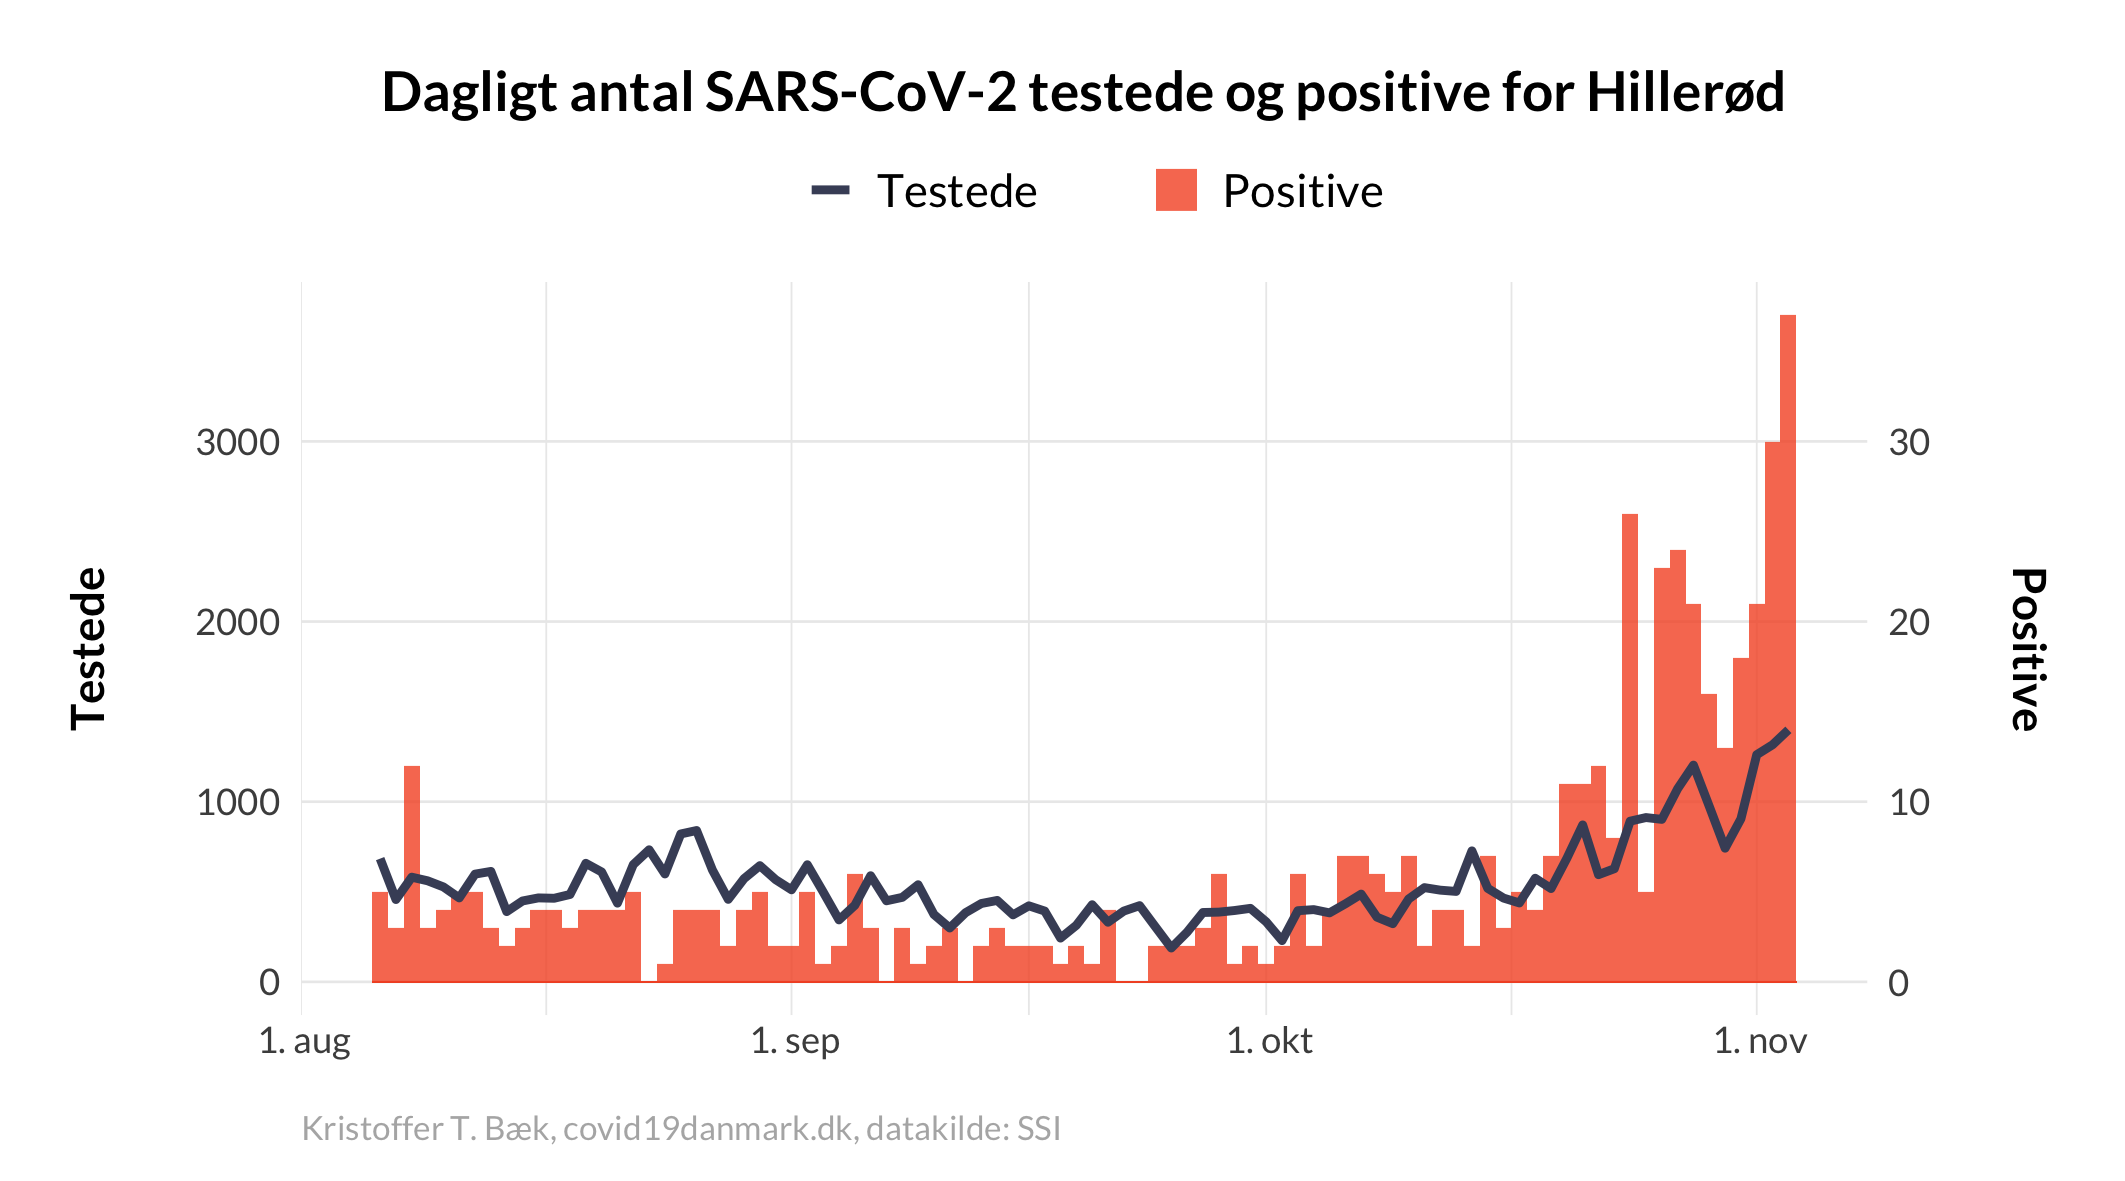 Dagligt antal SARS-CoV-2 testede og positive for Hillerød
Testede
Positive
Testede
3000
2000
1000
0
30
20
10
0
Positive
1. aug
1. sep
1. okt
1. nov
Kristoffer T. Bæk, covid19danmark.dk, datakilde: SSI